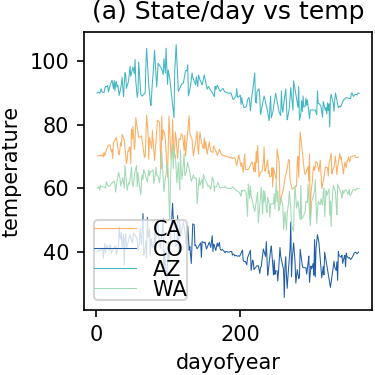 (a) State/day vs temp
temperature
100
80
60
40
CA
CO
AZ
WA
0
200
dayofyear